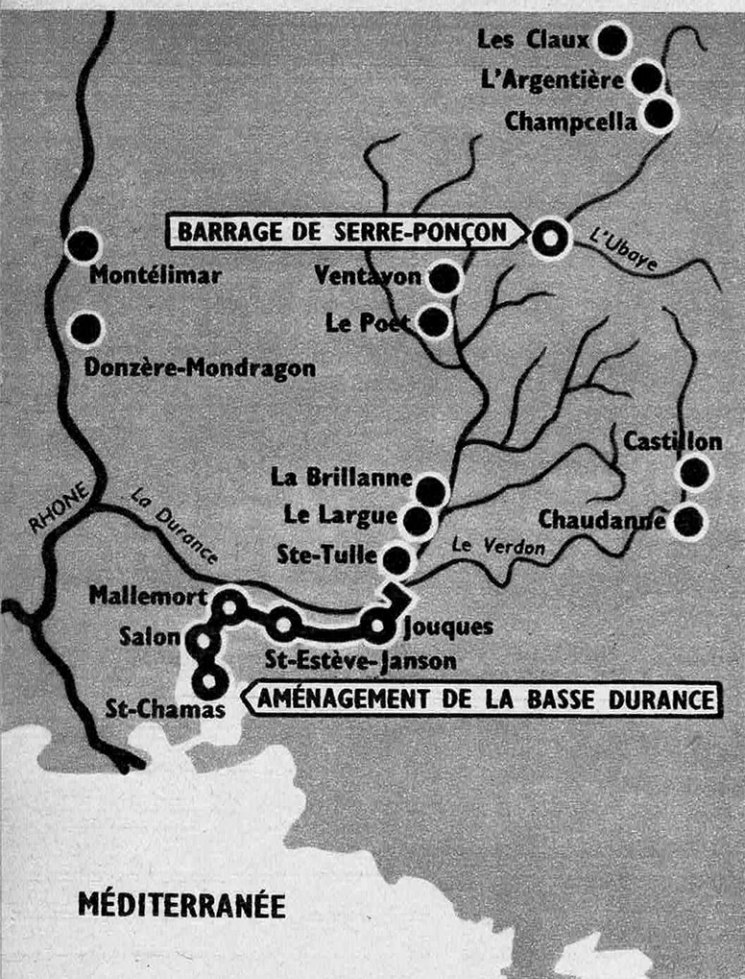 Les Claux
L'Argentière
Champcella
BARRAGE DE SERRE-PONÇON
L'Ubaye
Montélimar
Ventavon
Le Poët
Donzère-Mondragon
Castillon
La Brillanne
RHONE
La Durance
Le Largue
Chaudanne
Ste-Tulle
Le Verdon
Mallemort
Salon
Jouques
St-Estève-Janson
St-Chamas
AMÉNAGEMENT DE LA BASSE DURANCE
MÉDITERRANÉE